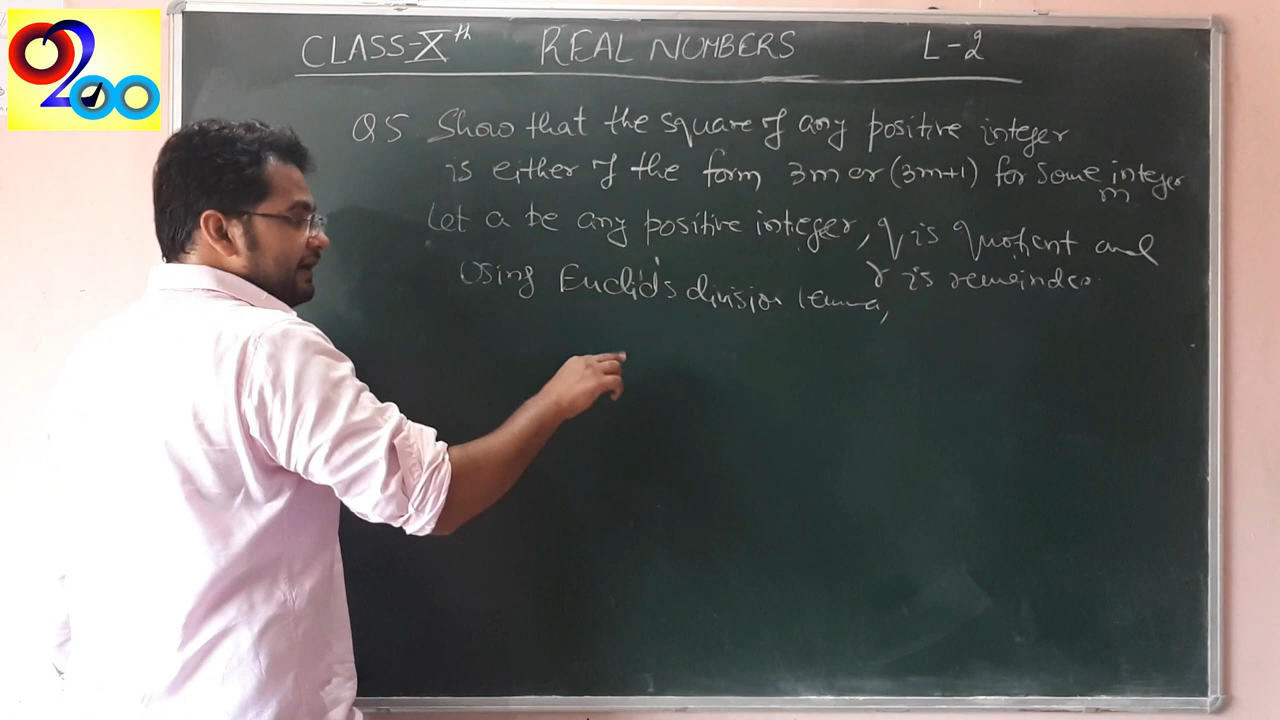 O2OO
CLASS-Xth REAL NUMBERS L-2
Q5 Show that the square of any positive integer
is either of the form 3m or (3m+1) for some integer
m
Let a be any positive integer, q is quotient and
r is remainder.
Using Euclid's division lemma,